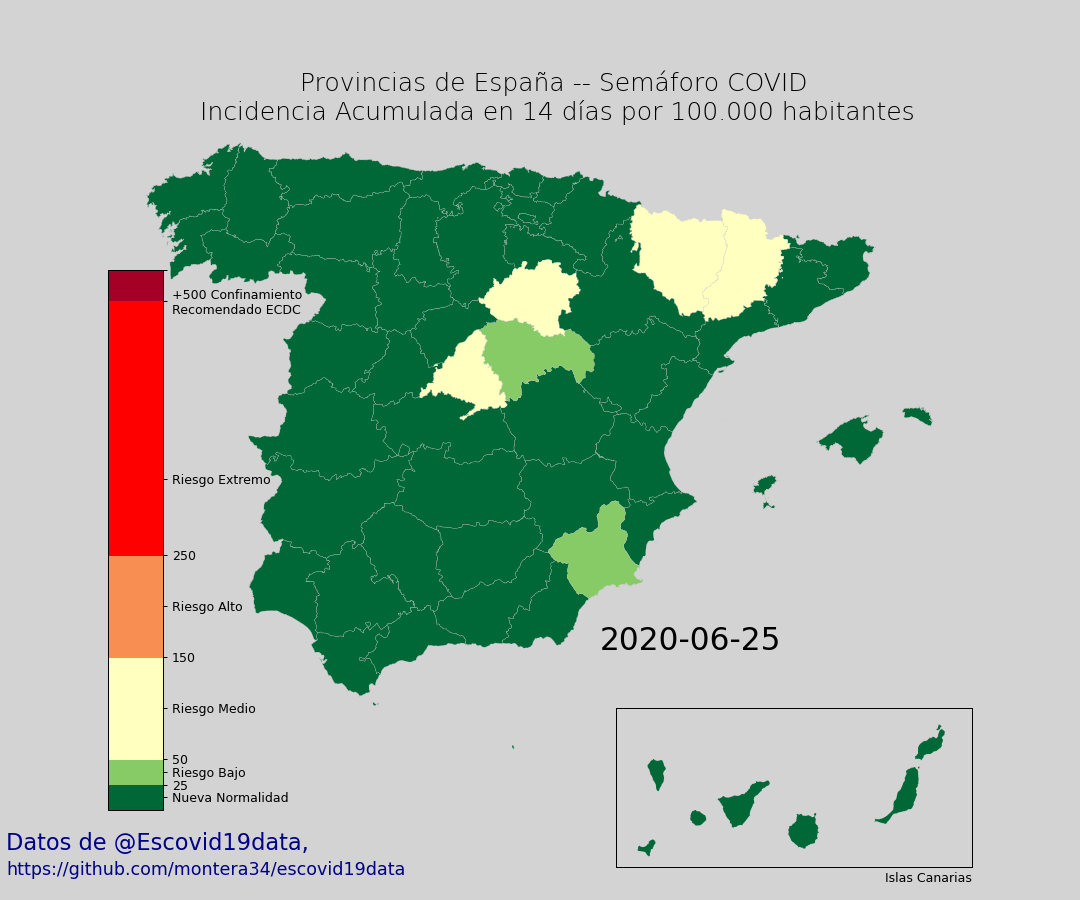 Provincias de España -- Semáforo COVID
Incidencia Acumulada en 14 días por 100.000 habitantes
+500 Confinamiento
Recomendado ECDC
Riesgo Extremo
250
Riesgo Alto
150
Riesgo Medio
50
Riesgo Bajo
25
Nueva Normalidad
2020-06-25
Islas Canarias
Datos de @Escovid19data,
https://github.com/montera34/escovid19data